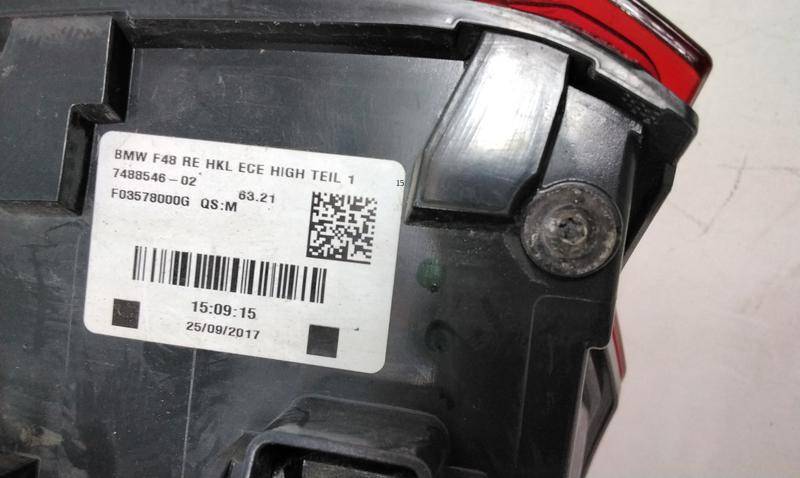 BMW F48 RE HKL ECE HIGH TEIL 1
7488546-02 63.21
F03578000G QS:M
15:09:15
25/09/2017
15